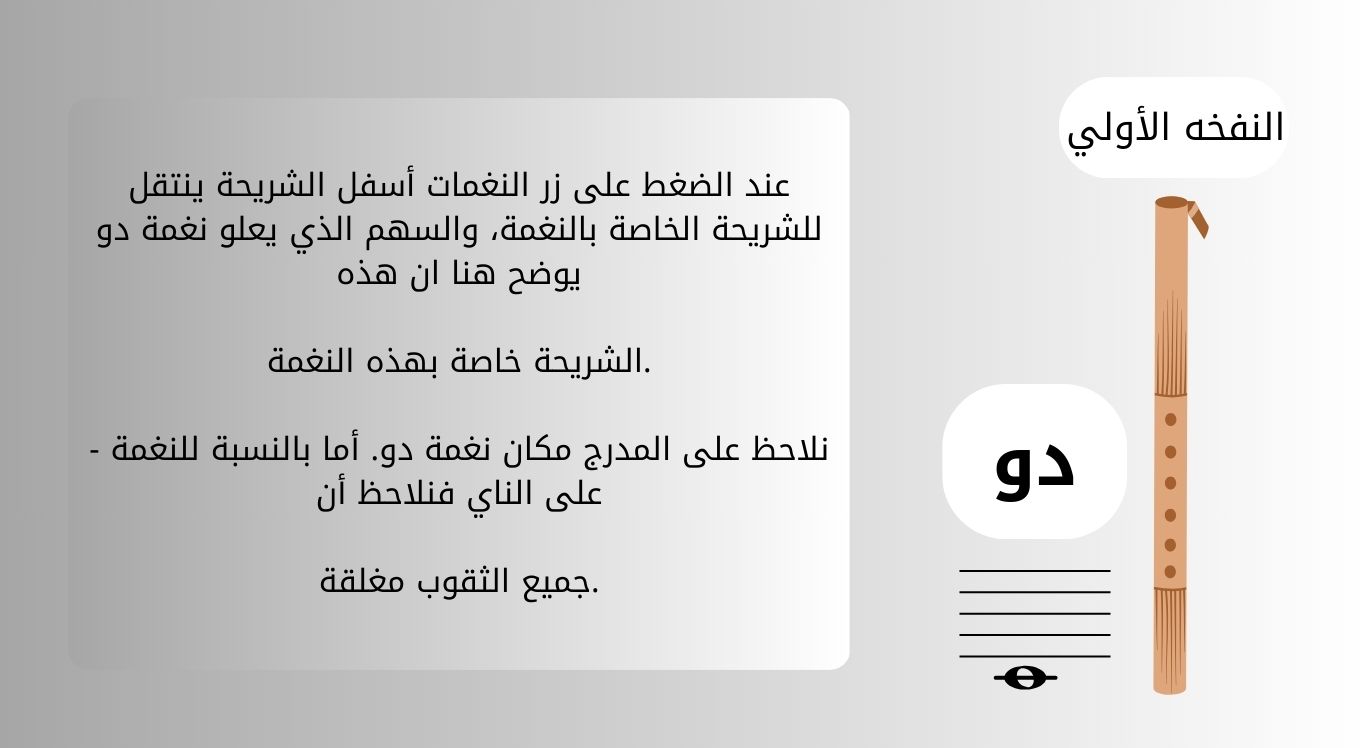 النفخه الأولي
عند الضغط على زر النغمات أسفل الشريحة ينتقل
للشريحة الخاصة بالنغمة، والسهم الذي يعلو نغمة دو
يوضح هنا ان هذه
.الشريحة خاصة بهذه النغمة
نلاحظ على المدرج مكان نغمة دو. أما بالنسبة للنغمة -
على الناي فنلاحظ أن
.جميع الثقوب مغلقة
دو